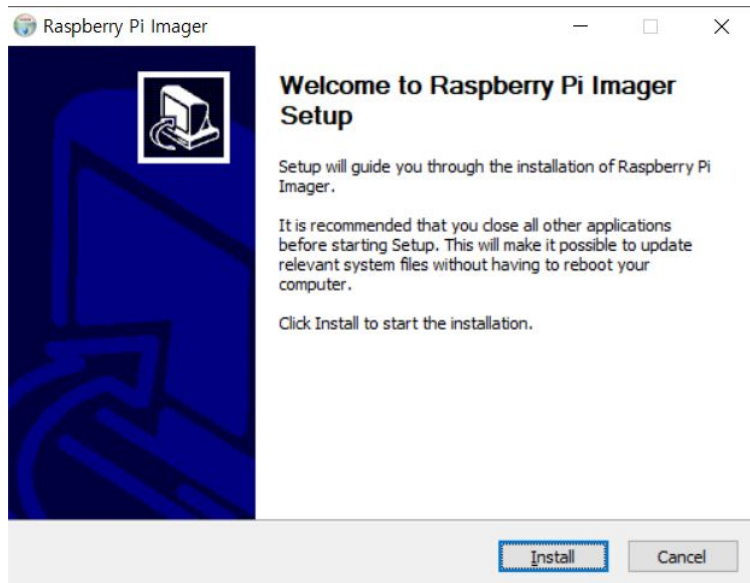 Raspberry Pi Imager
Welcome to Raspberry Pi Imager
Setup
Setup will guide you through the installation of Raspberry Pi
Imager.
It is recommended that you close all other applications
before starting Setup. This will make it possible to update
relevant system files without having to reboot your
computer.
Click Install to start the installation.
Install
Cancel